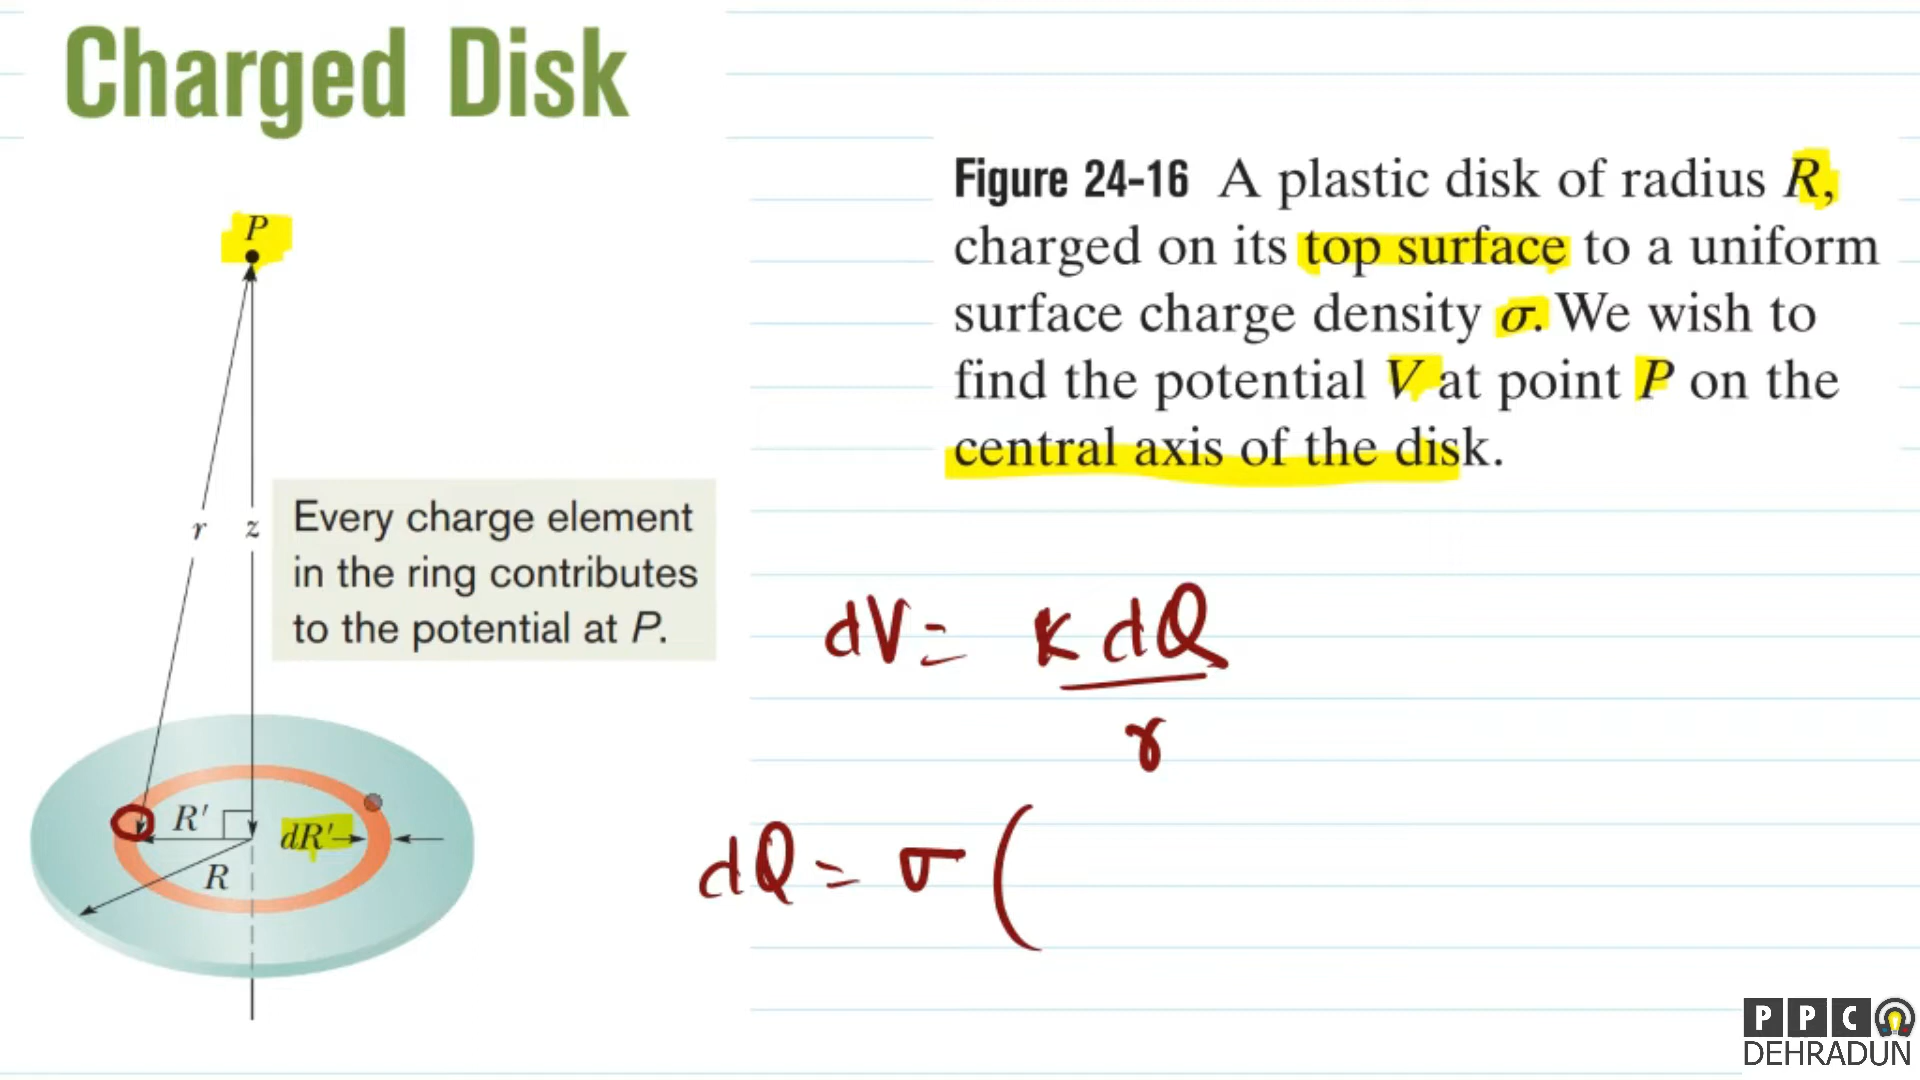 Charged Disk
P
r
z
Every charge element
in the ring contributes
to the potential at P.
R′
dR′
R
Figure 24-16 A plastic disk of radius R,
charged on its top surface to a uniform
surface charge density σ. We wish to
find the potential V at point P on the
central axis of the disk.
dV = K dQ
r
dQ = σ (
PPC
DEHRADUN